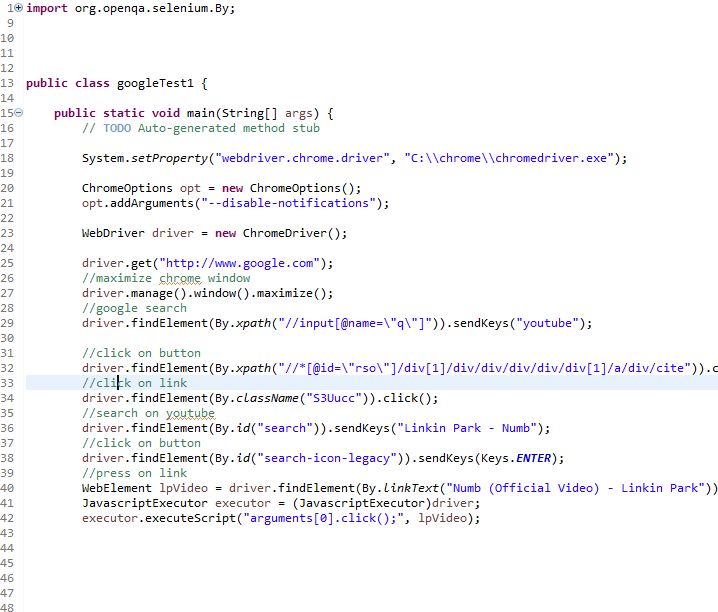 1 import org.openqa.selenium.By;
9
10
11
12
13 public class googleTest1 {
14
15 public static void main(String[] args) {
16 // TODO Auto-generated method stub
17
18 System.setProperty("webdriver.chrome.driver", "C:\\chrome\\chromedriver.exe");
19
20 ChromeOptions opt = new ChromeOptions();
21 opt.addArguments("--disable-notifications");
22
23 WebDriver driver = new ChromeDriver();
24
25 driver.get("http://www.google.com");
26 //maximize chrome window
27 driver.manage().window().maximize();
28 //google search
29 driver.findElement(By.xpath("//input[@name=\"q\"]")).sendKeys("youtube");
30
31 //click on button
32 driver.findElement(By.xpath("//*[@id=\"rso\"]/div[1]/div/div/div/div/div[1]/a/div/cite")).c
33 //click on link
34 driver.findElement(By.className("S3Uucc")).click();
35 //search on youtube
36 driver.findElement(By.id("search")).sendKeys("Linkin Park - Numb");
37 //click on button
38 driver.findElement(By.id("search-icon-legacy")).sendKeys(Keys.ENTER);
39 //press on link
40 WebElement lpVideo = driver.findElement(By.linkText("Numb (Official Video) - Linkin Park"))
41 JavascriptExecutor executor = (JavascriptExecutor)driver;
42 executor.executeScript("arguments[0].click();", lpVideo);
43
44
45
46
47
48